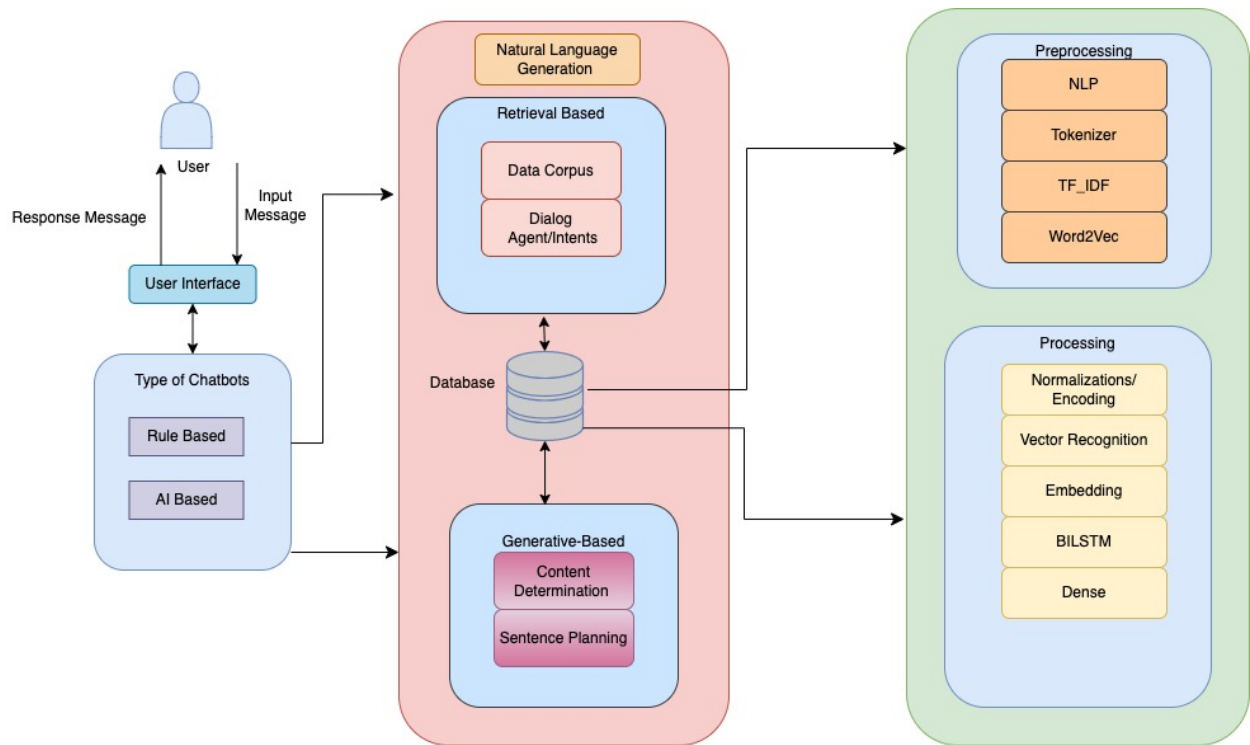 User
Response Message
Input
Message
User Interface
Type of Chatbots
Rule Based
AI Based
Natural Language
Generation
Retrieval Based
Data Corpus
Dialog
Agent/Intents
Database
Generative-Based
Content
Determination
Sentence Planning
Preprocessing
NLP
Tokenizer
TF_IDF
Word2Vec
Processing
Normalizations/
Encoding
Vector Recognition
Embedding
BILSTM
Dense